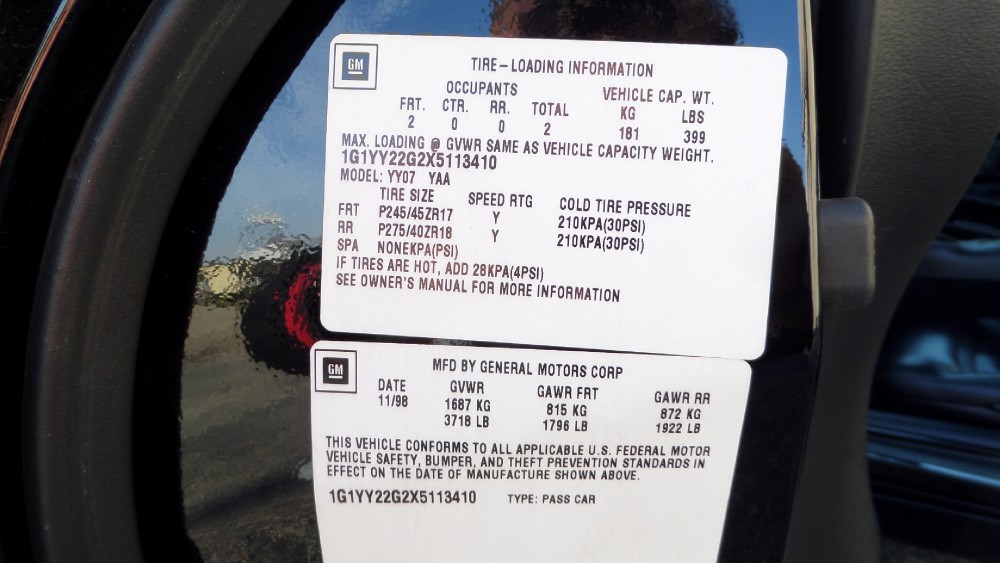 GM
TIRE-LOADING INFORMATION
OCCUPANTS VEHICLE CAP. WT.
FRT. CTR. RR. TOTAL KG LBS
2 0 0 2 181 399
MAX. LOADING @ GVWR SAME AS VEHICLE CAPACITY WEIGHT.
1G1YY22G2X5113410
MODEL: YY07 YAA
TIRE SIZE SPEED RTG COLD TIRE PRESSURE
FRT P245/45ZR17 Y 210KPA(30PSI)
RR P275/40ZR18 Y 210KPA(30PSI)
SPA NONEKPA(PSI)
IF TIRES ARE HOT, ADD 28KPA(4PSI)
SEE OWNER'S MANUAL FOR MORE INFORMATION
GM
MFD BY GENERAL MOTORS CORP
DATE GVWR GAWR FRT GAWR RR
11/98 1687 KG 815 KG 872 KG
3718 LB 1796 LB 1922 LB
THIS VEHICLE CONFORMS TO ALL APPLICABLE U.S. FEDERAL MOTOR
VEHICLE SAFETY, BUMPER, AND THEFT PREVENTION STANDARDS IN
EFFECT ON THE DATE OF MANUFACTURE SHOWN ABOVE.
1G1YY22G2X5113410 TYPE: PASS CAR